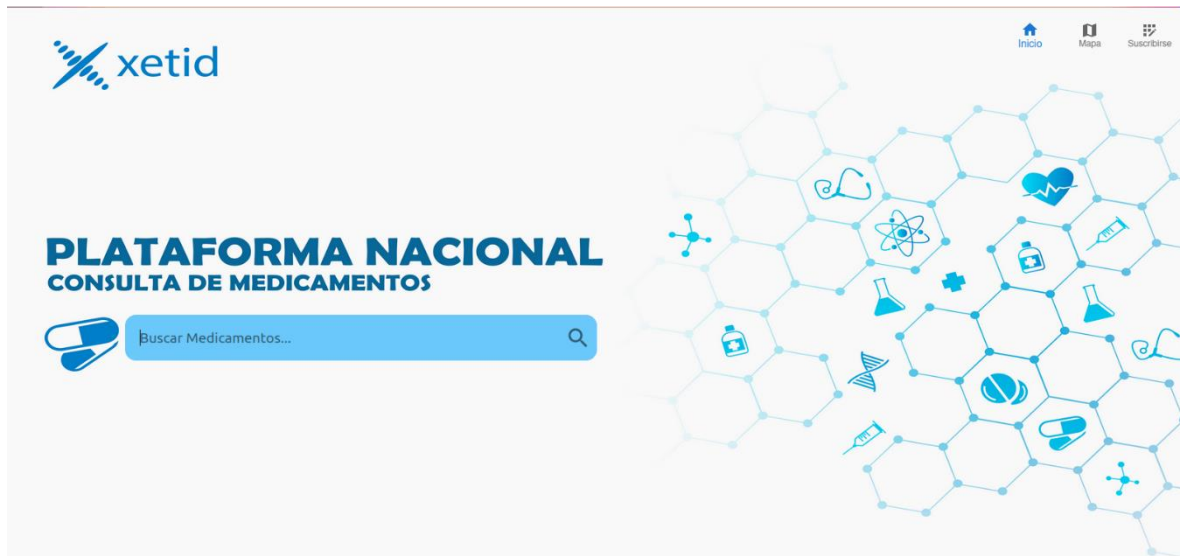 xetid
Inicio
Mapa
Suscribirse
PLATAFORMA NACIONAL
CONSULTA DE MEDICAMENTOS
Buscar Medicamentos...